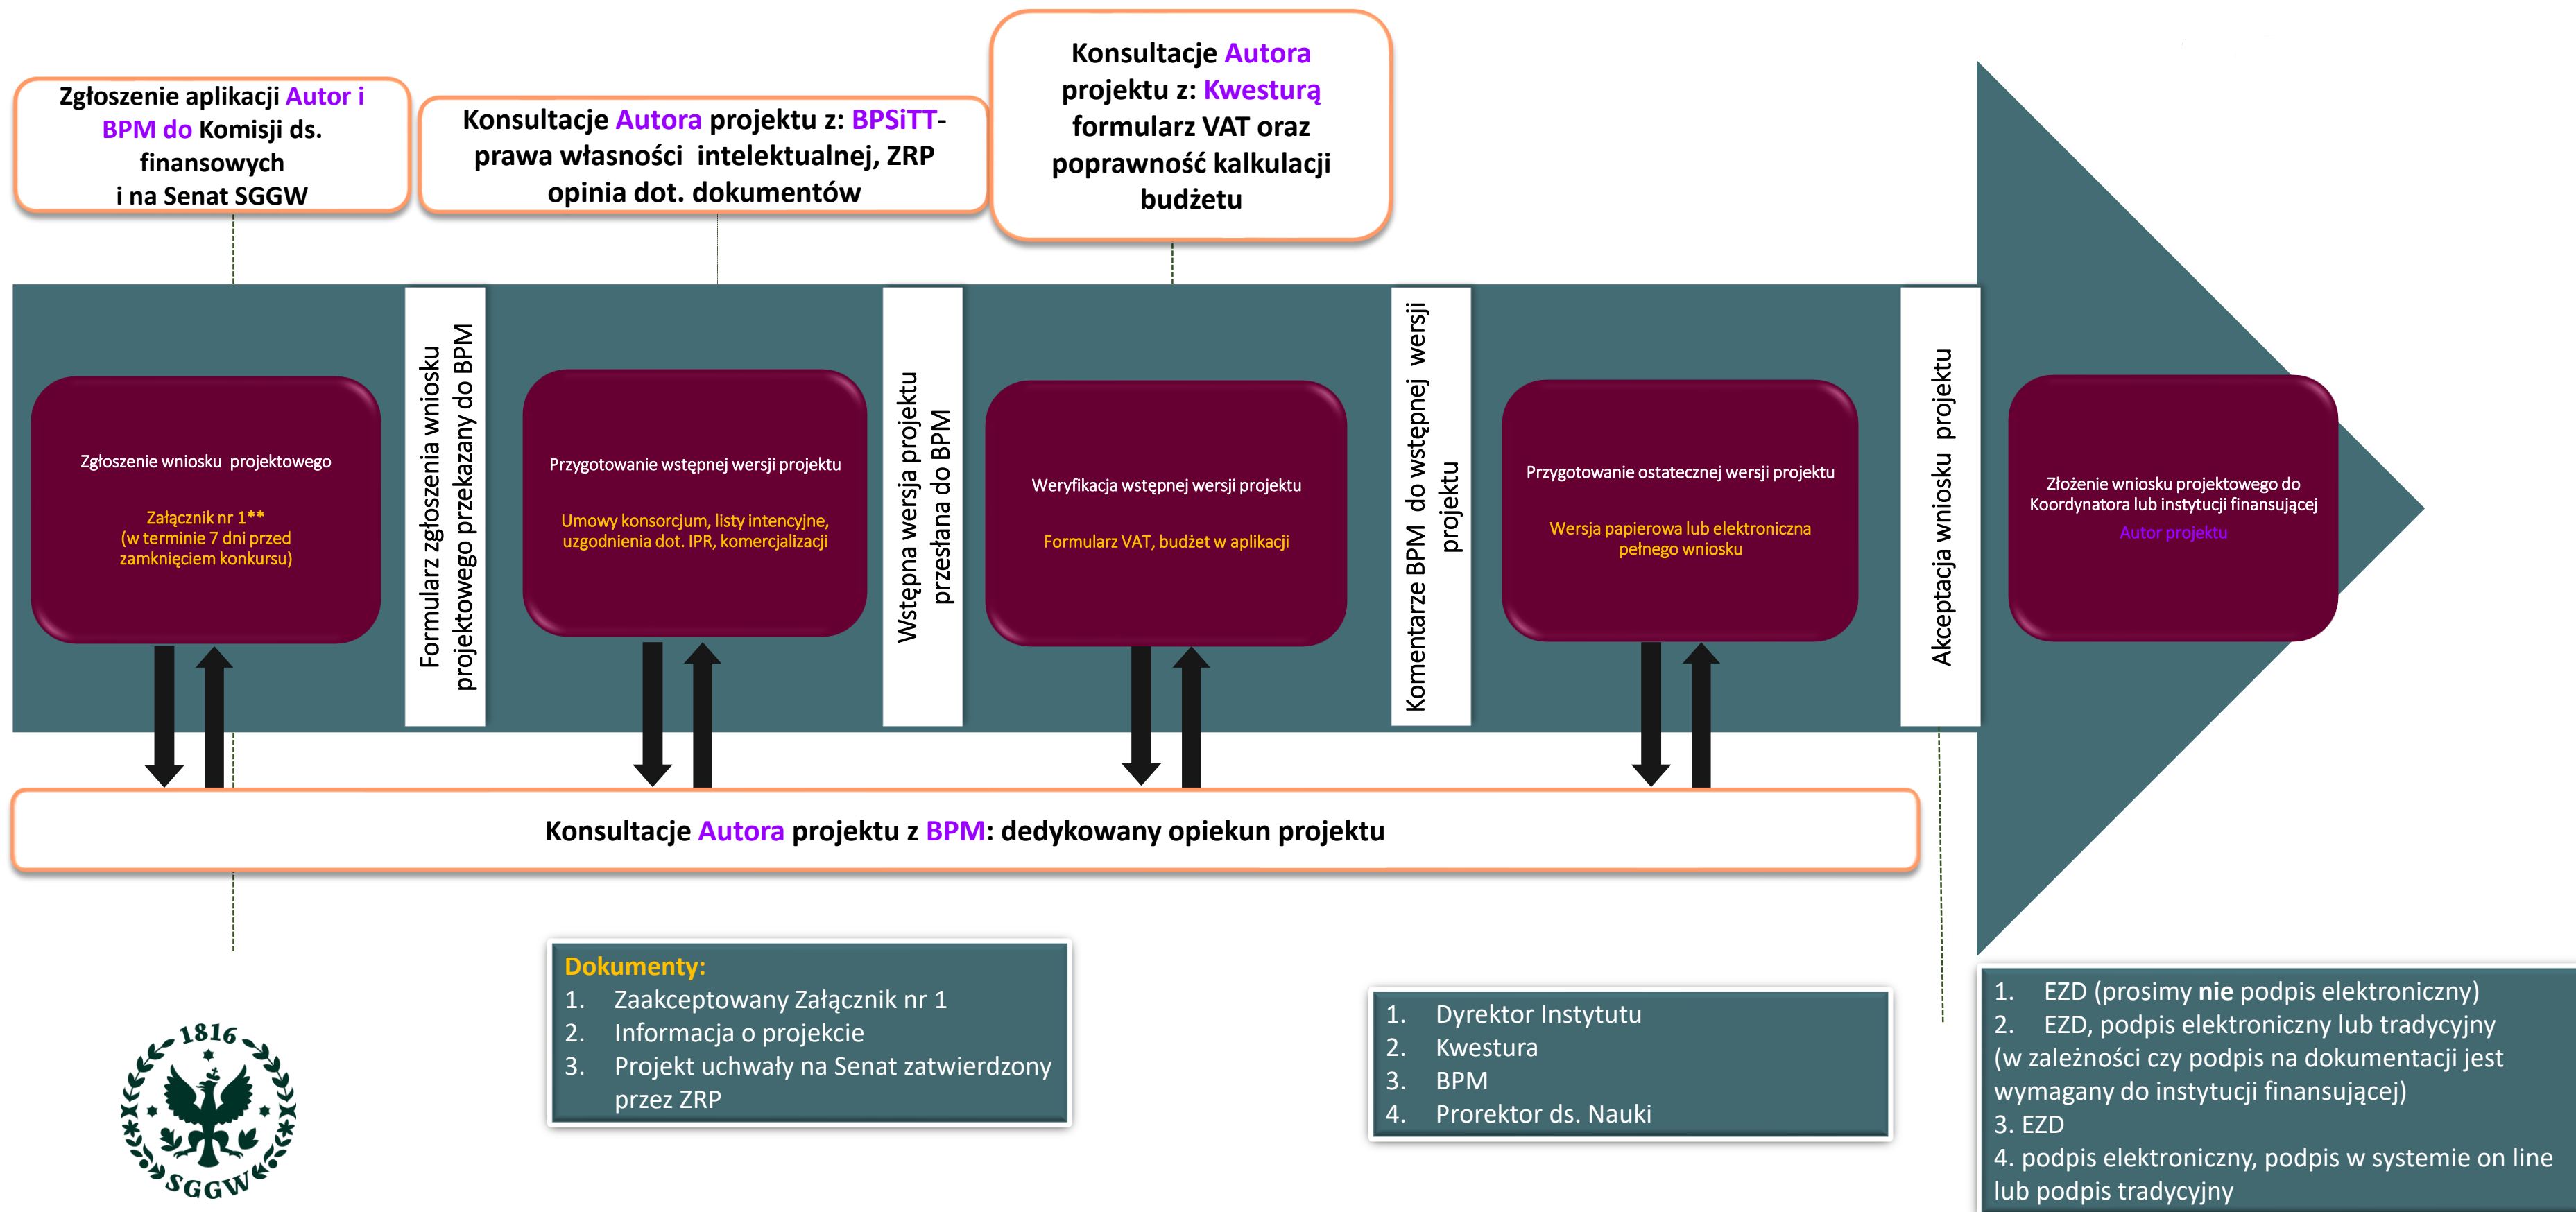 Zgłoszenie aplikacji Autor i
BPM do Komisji ds.
finansowych
i na Senat SGGW
Konsultacje Autora projektu z: BPSiTT-
prawa własności intelektualnej, ZRP
opinia dot. dokumentów
Konsultacje Autora
projektu z: Kwesturą
formularz VAT oraz
poprawność kalkulacji
budżetu
Zgłoszenie wniosku projektowego
Załącznik nr 1**
(w terminie 7 dni przed
zamknięciem konkursu)
Formularz zgłoszenia wniosku
projektowego przekazany do BPM
Przygotowanie wstępnej wersji projektu
Umowy konsorcjum, listy intencyjne,
uzgodnienia dot. IPR, komercjalizacji
Wstępna wersja projektu
przesłana do BPM
Weryfikacja wstępnej wersji projektu
Formularz VAT, budżet w aplikacji
Komentarze BPM do wstępnej wersji
projektu
Przygotowanie ostatecznej wersji projektu
Wersja papierowa lub elektroniczna
pełnego wniosku
Akceptacja wniosku projektu
Złożenie wniosku projektowego do
Koordynatora lub instytucji finansującej
Autor projektu
Konsultacje Autora projektu z BPM: dedykowany opiekun projektu
1816
SGGW
Dokumenty:
1. Zaakceptowany Załącznik nr 1
2. Informacja o projekcie
3. Projekt uchwały na Senat zatwierdzony
przez ZRP
1. Dyrektor Instytutu
2. Kwestura
3. BPM
4. Prorektor ds. Nauki
1. EZD (prosimy nie podpis elektroniczny)
2. EZD, podpis elektroniczny lub tradycyjny
(w zależności czy podpis na dokumentacji jest
wymagany do instytucji finansującej)
3. EZD
4. podpis elektroniczny, podpis w systemie on line
lub podpis tradycyjny